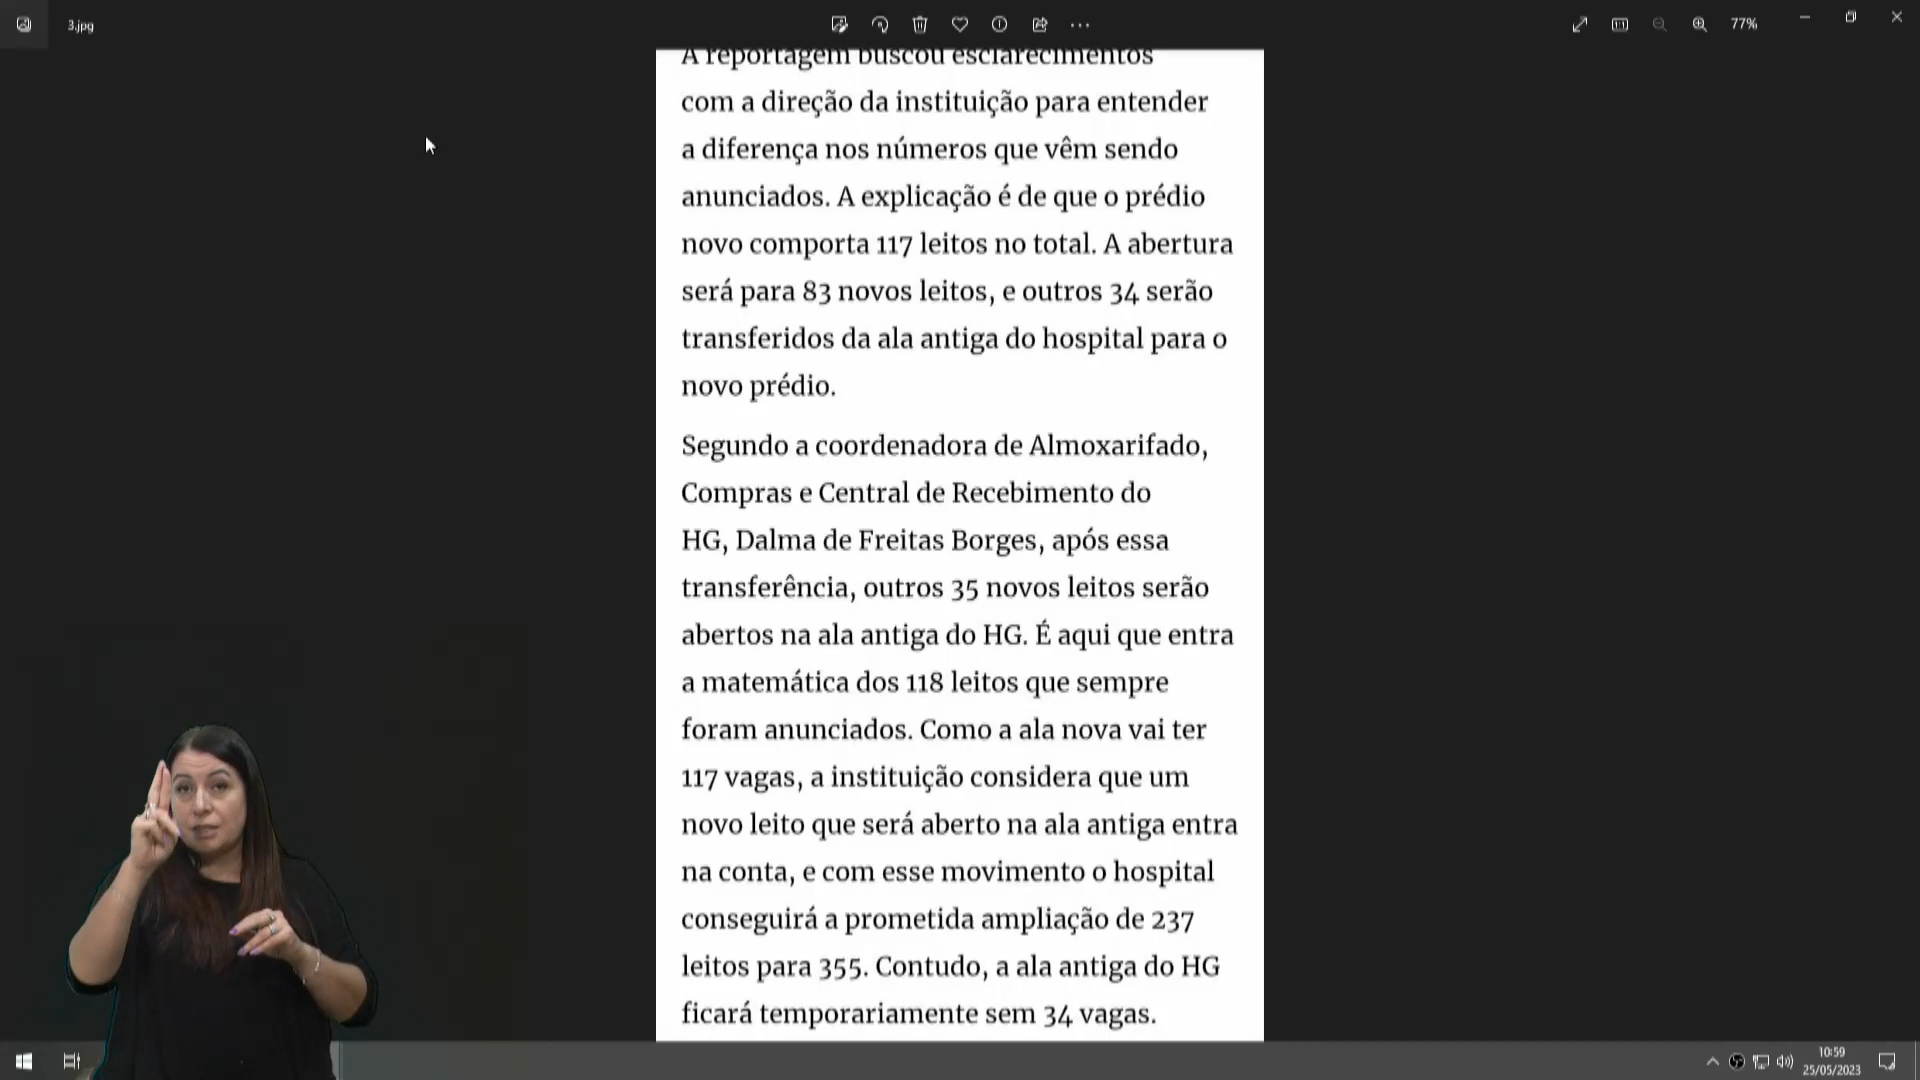 3.jpg
77%
A reportagem buscou esclarecimentos
com a direção da instituição para entender
a diferença nos números que vêm sendo
anunciados. A explicação é de que o prédio
novo comporta 117 leitos no total. A abertura
será para 83 novos leitos, e outros 34 serão
transferidos da ala antiga do hospital para o
novo prédio.
Segundo a coordenadora de Almoxarifado,
Compras e Central de Recebimento do
HG, Dalma de Freitas Borges, após essa
transferência, outros 35 novos leitos serão
abertos na ala antiga do HG. É aqui que entra
a matemática dos 118 leitos que sempre
foram anunciados. Como a ala nova vai ter
117 vagas, a instituição considera que um
novo leito que será aberto na ala antiga entra
na conta, e com esse movimento o hospital
conseguirá a prometida ampliação de 237
leitos para 355. Contudo, a ala antiga do HG
ficará temporariamente sem 34 vagas.
10:59
25/05/2023